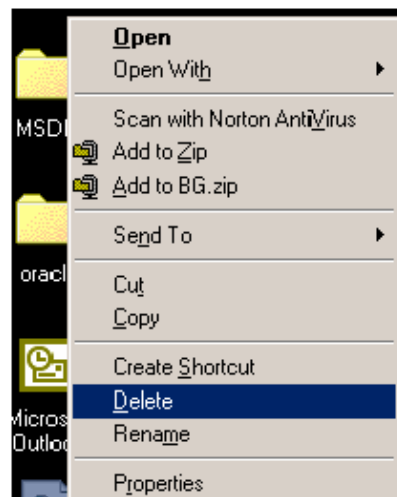 Open
Open With
MSD
Scan with Norton AntiVirus
Add to Zip
Add to BG.zip
Send To
oracl
Cut
Copy
Create Shortcut
Delete
Micros
Outloo
Rename
Properties